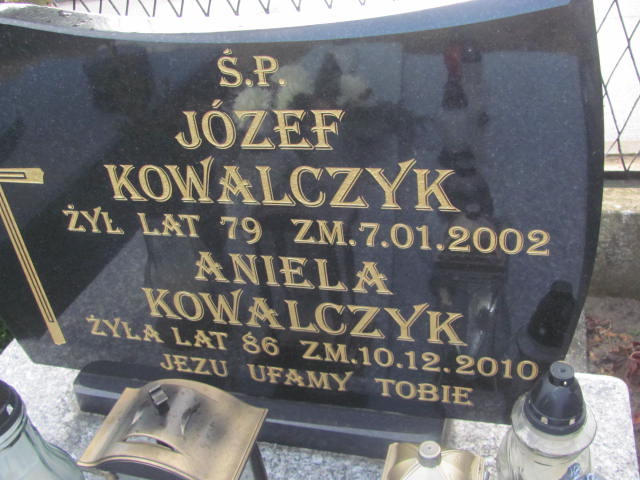 Ś.P.
JÓZEF
KOWALCZYK
ŻYŁ LAT 79 ZM.7.01.2002
ANIELA
KOWALCZYK
ŻYŁA LAT 86 ZM.10.12.2010
JEZU UFAMY TOBIE